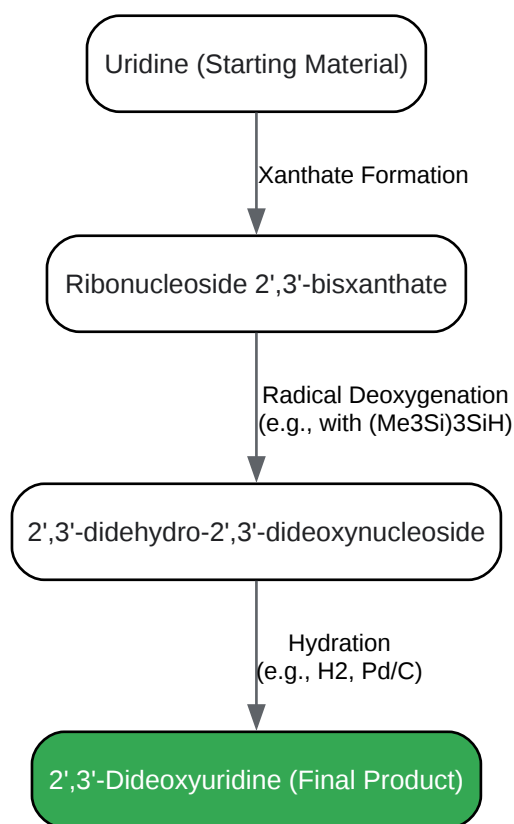 Uridine (Starting Material)
Xanthate Formation
Ribonucleoside 2',3'-bisxanthate
Radical Deoxygenation
(e.g., with (Me3Si)3SiH)
2',3'-didehydro-2',3'-dideoxynucleoside
Hydration
(e.g., H2, Pd/C)
2',3'-Dideoxyuridine (Final Product)